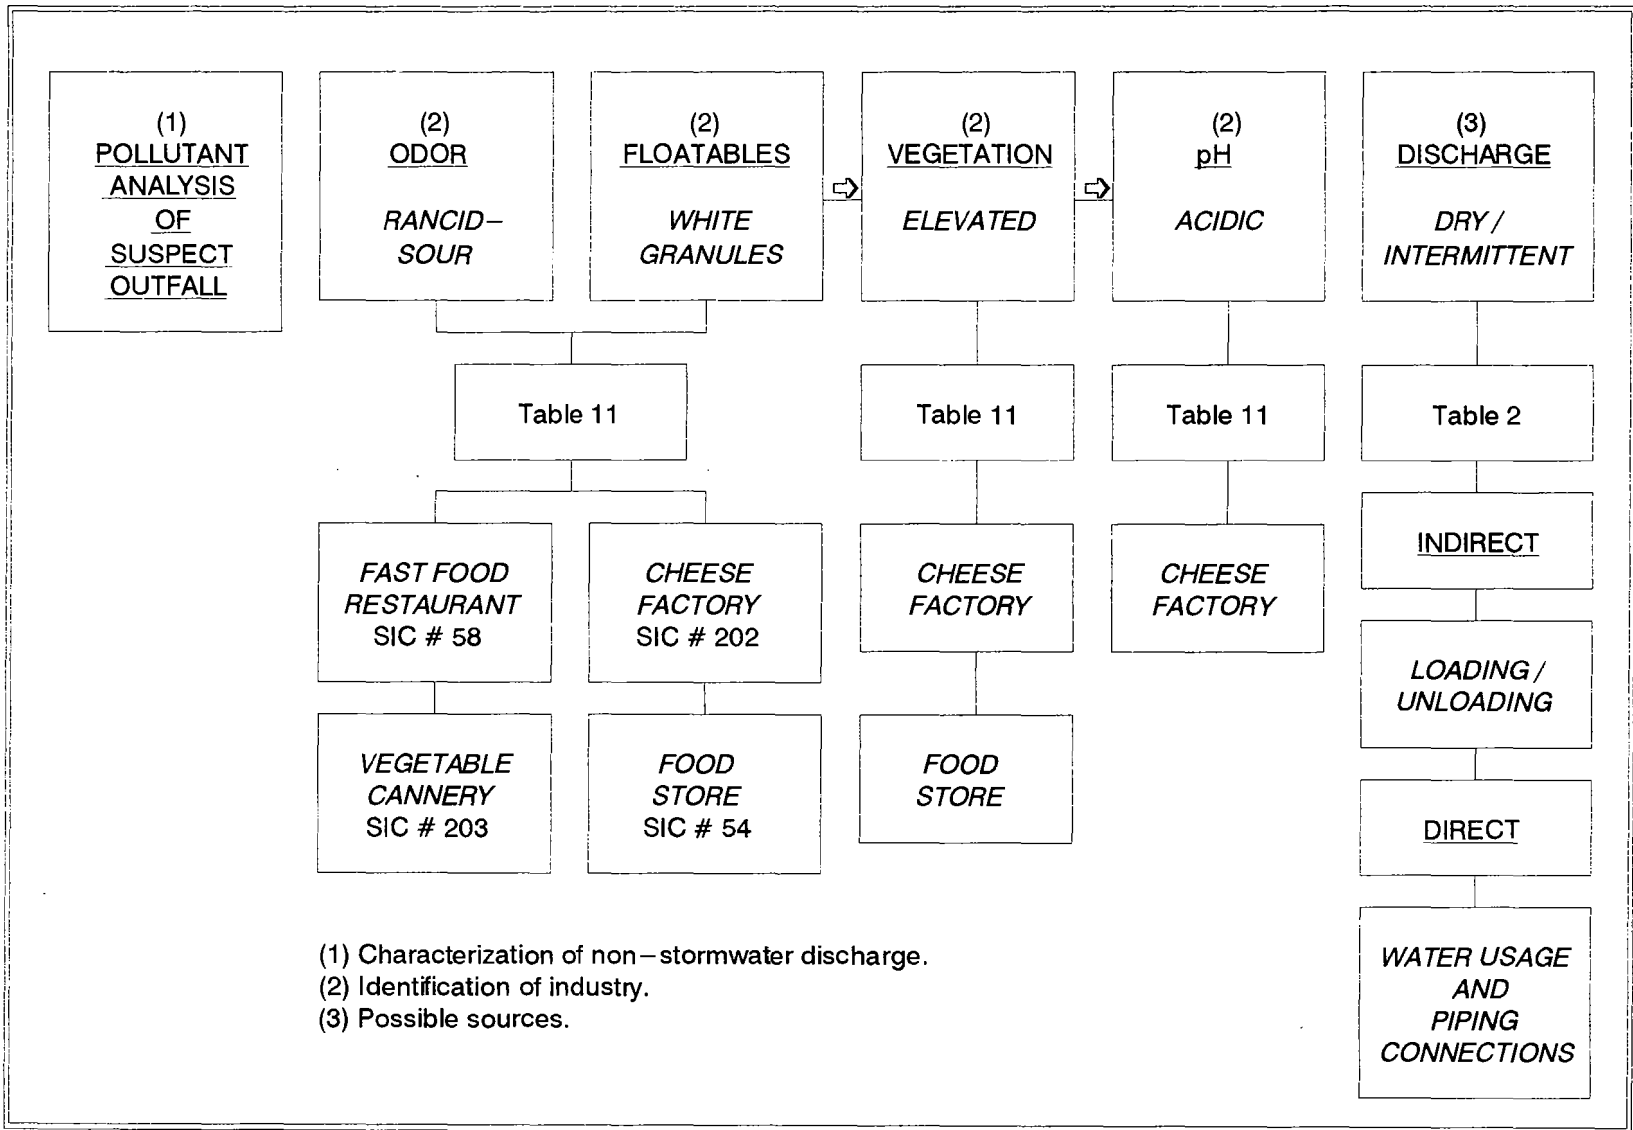 (1)
POLLUTANT
ANALYSIS
OF
SUSPECT
OUTFALL
(2)
ODOR
RANCID–
SOUR
(2)
FLOATABLES
WHITE
GRANULES
(2)
VEGETATION
ELEVATED
(2)
pH
ACIDIC
(3)
DISCHARGE
DRY /
INTERMITTENT
Table 11
Table 11
Table 11
Table 2
FAST FOOD
RESTAURANT
SIC # 58
CHEESE
FACTORY
SIC # 202
CHEESE
FACTORY
CHEESE
FACTORY
INDIRECT
LOADING /
UNLOADING
VEGETABLE
CANNERY
SIC # 203
FOOD
STORE
SIC # 54
FOOD
STORE
DIRECT
WATER USAGE
AND
PIPING
CONNECTIONS
(1) Characterization of non–stormwater discharge.
(2) Identification of industry.
(3) Possible sources.